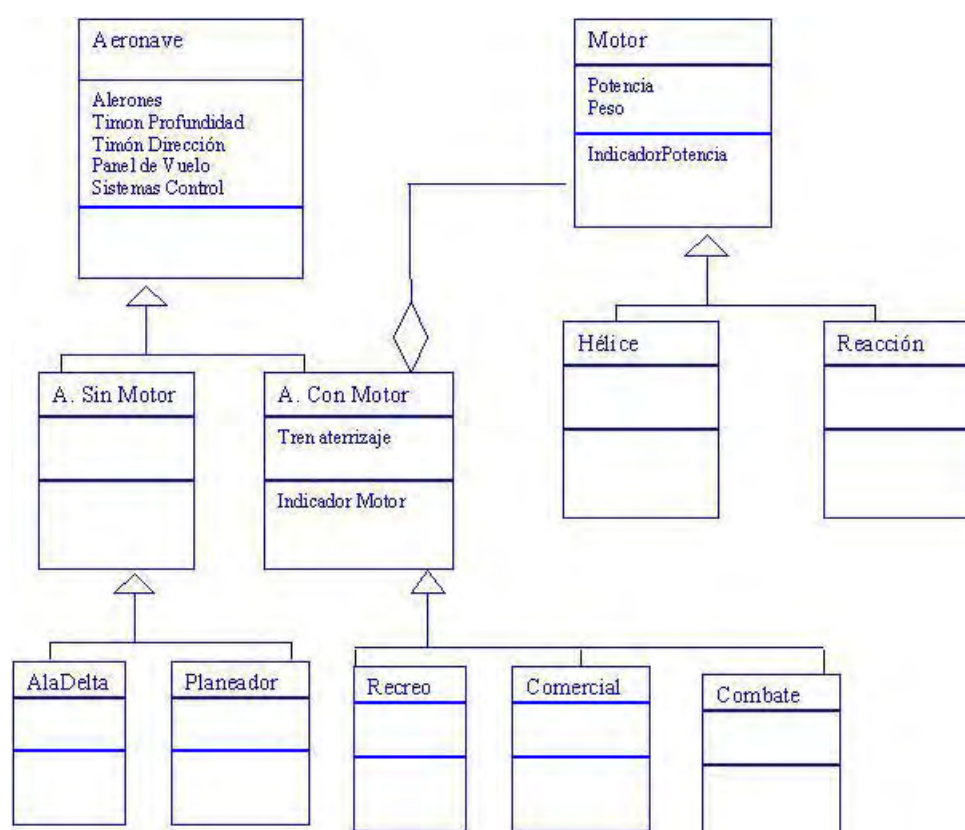 Aeronave
Alerones
Timon Profundidad
Timón Dirección
Panel de Vuelo
Sistemas Control
Motor
Potencia
Peso
IndicadorPotencia
A. Sin Motor
A. Con Motor
Tren aterrizaje
Indicador Motor
Hélice
Reacción
AlaDelta
Planeador
Recreo
Comercial
Combate